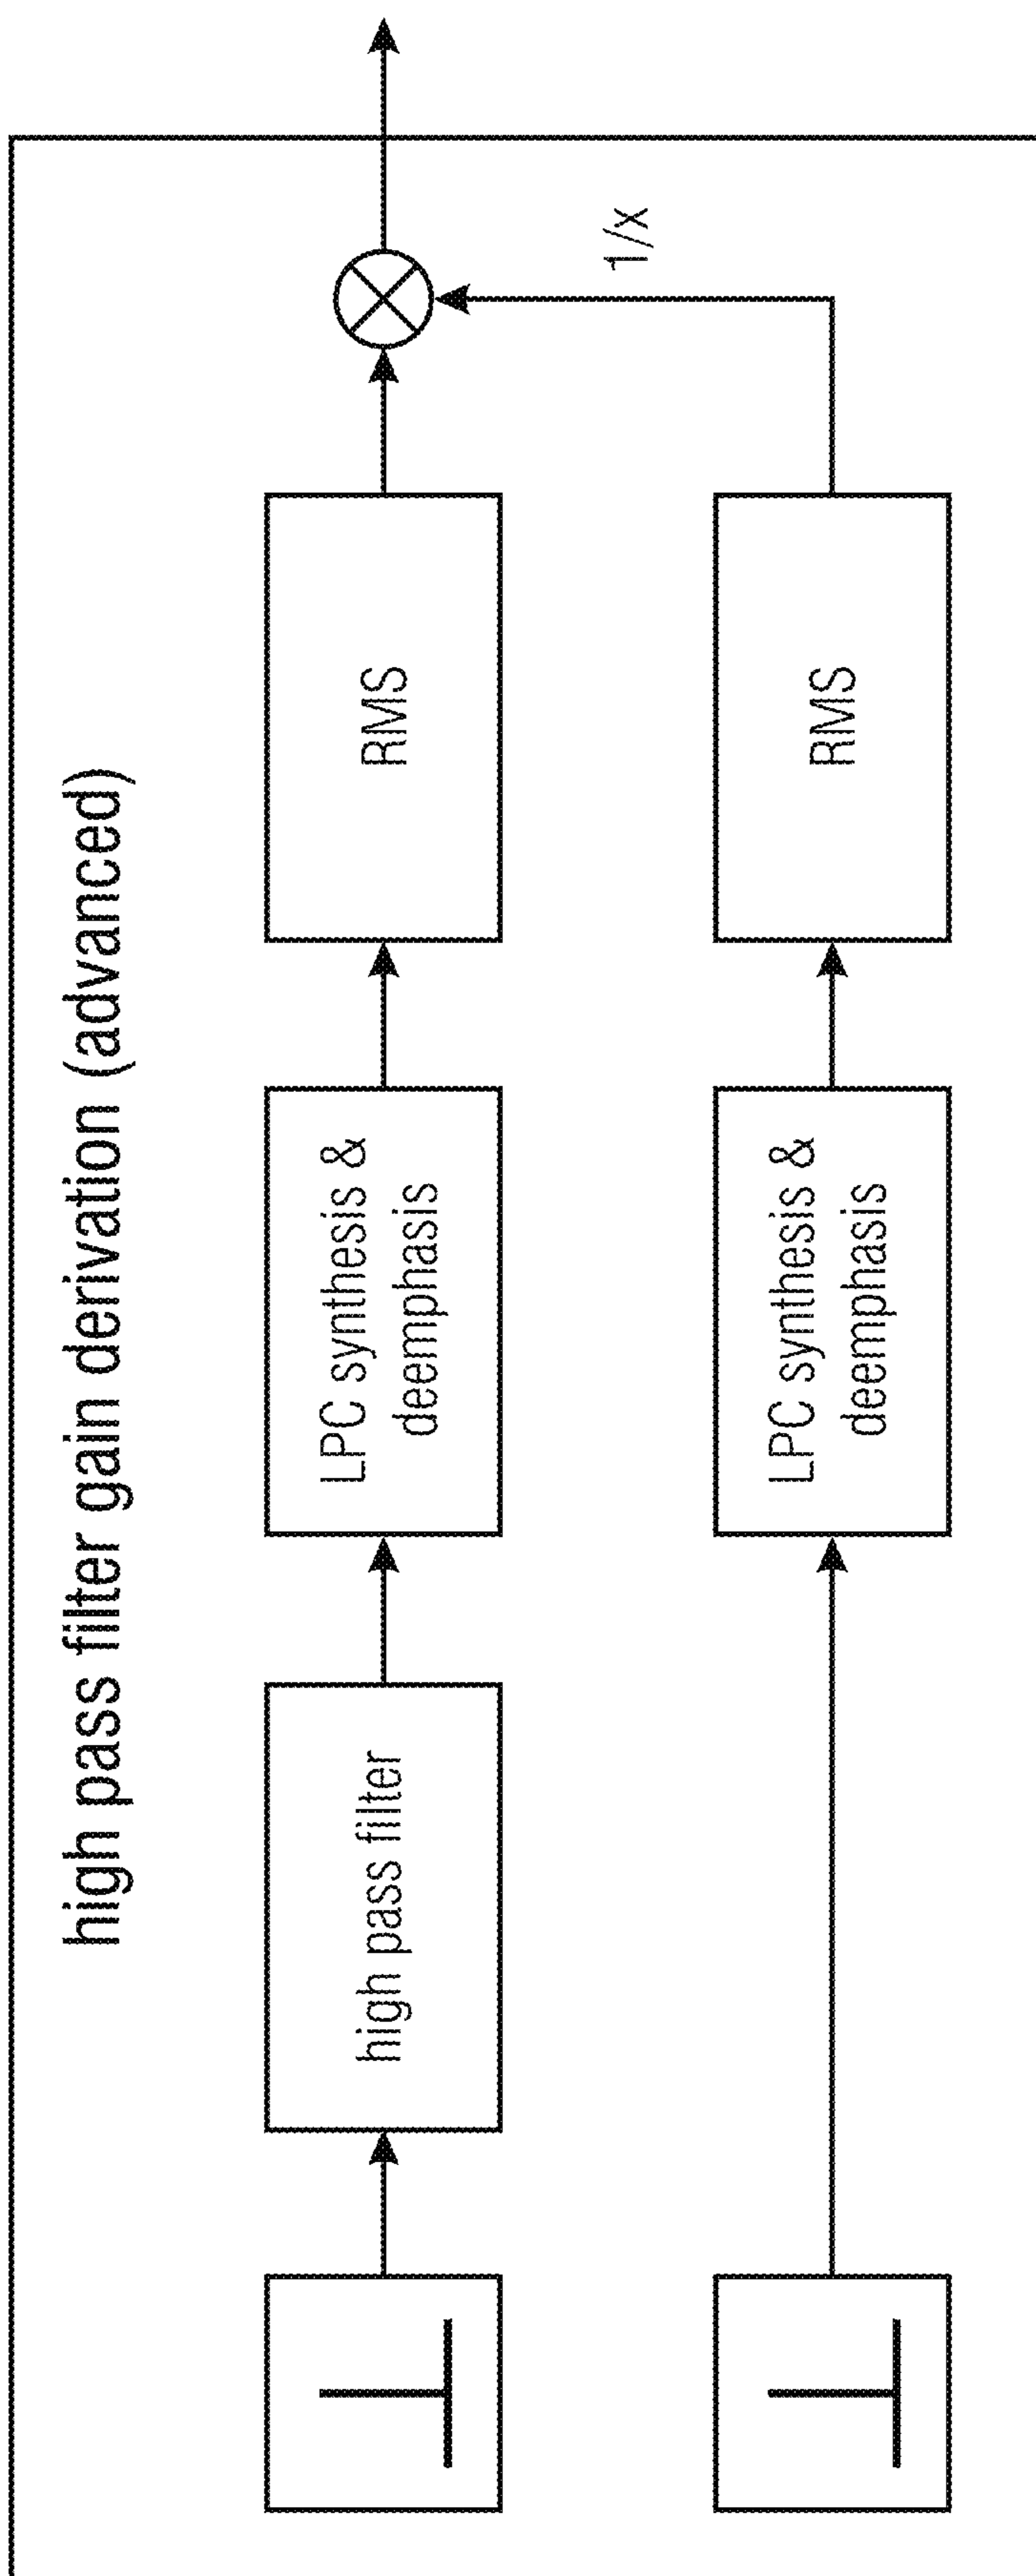 high pass filter gain derivation (advanced)
high pass filter
LPC synthesis &
deemphasis
RMS
1/x
LPC synthesis &
deemphasis
RMS